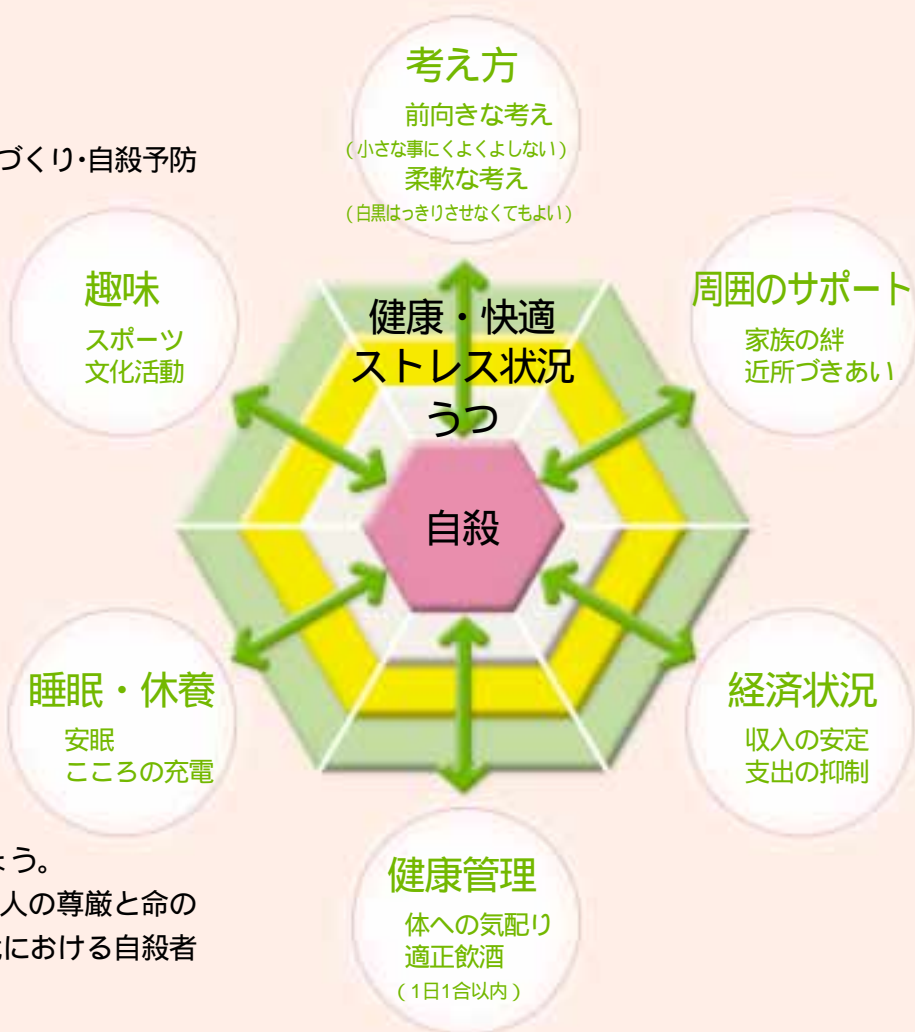 考え方
前向きな考え
(小さな事にくよくよしない)
柔軟な考え
(白黒はっきりさせなくてもよい)
づくり・自殺予防
趣味
スポーツ
文化活動
周囲のサポート
家族の絆
近所づきあい
健康・快適
ストレス状況
うつ
自殺
睡眠・休養
安眠
こころの充電
経済状況
収入の安定
支出の抑制
健康管理
体への気配り
適正飲酒
(1日1合以内)
ょう。
人の尊厳と命の
における自殺者